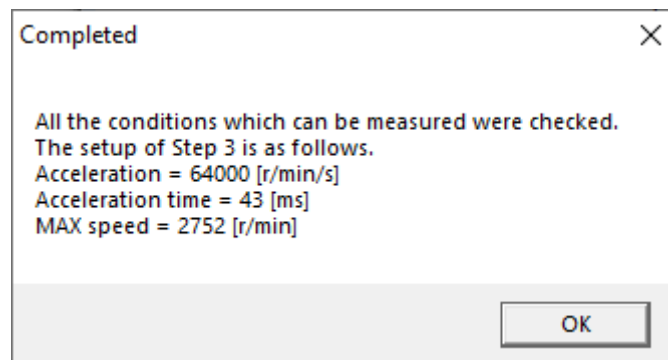 Completed
All the conditions which can be measured were checked.
The setup of Step 3 is as follows.
Acceleration = 64000 [r/min/s]
Acceleration time = 43 [ms]
MAX speed = 2752 [r/min]
OK